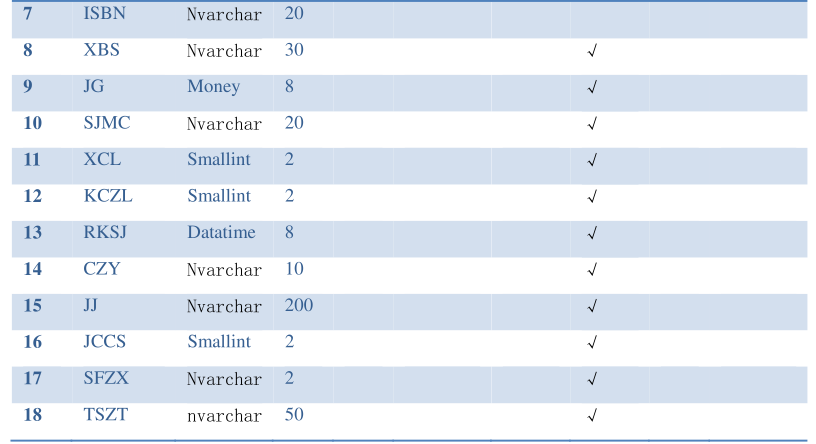 7 ISBN Nvarchar 20
8 XBS Nvarchar 30 √
9 JG Money 8 √
10 SJMC Nvarchar 20 √
11 XCL Smallint 2 √
12 KCZL Smallint 2 √
13 RKSJ Datatime 8 √
14 CZY Nvarchar 10 √
15 JJ Nvarchar 200 √
16 JCCS Smallint 2 √
17 SFZX Nvarchar 2 √
18 TSZT nvarchar 50 √